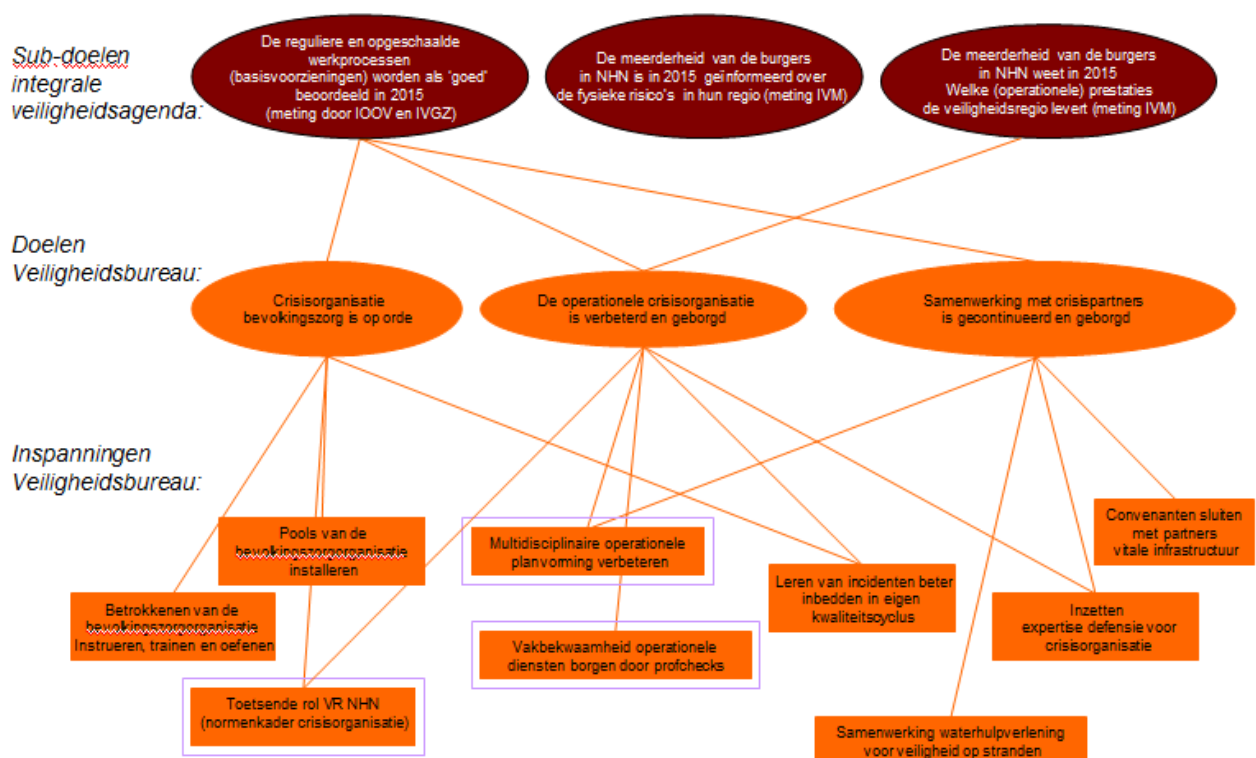 Sub-doelen
integrale
veiligheidsagenda:
De reguliere en opgeschaalde
werkprocessen
(basisvoorzieningen) worden als 'goed'
beoordeeld in 2015
(meting door IOOV en IVGZ)
De meerderheid van de burgers
in NHN is in 2015 geïnformeerd over
de fysieke risico's in hun regio (meting IVM)
De meerderheid van de burgers
in NHN weet in 2015
Welke (operationele) prestaties
de veiligheidsregio levert (meting IVM)
Doelen
Veiligheidsbureau:
Crisisorganisatie
bevolkingszorg is op orde
De operationele crisisorganisatie
is verbeterd en geborgd
Samenwerking met crisispartners
is gecontinueerd en geborgd
Inspanningen
Veiligheidsbureau:
Pools van de
bevolkingszorgorganisatie
installeren
Multidisciplinaire operationele
planvorming verbeteren
Convenanten sluiten
met partners
vitale infrastructuur
Betrokkenen van de
bevolkingszorgorganisatie
Instrueren, trainen en oefenen
Leren van incidenten beter
inbedden in eigen
kwaliteitscyclus
Inzetten
expertise defensie voor
crisisorganisatie
Vakbekwaamheid operationele
diensten borgen door profchecks
Toetsende rol VR NHN
(normenkader crisisorganisatie)
Samenwerking waterhulpverlening
voor veiligheid op stranden